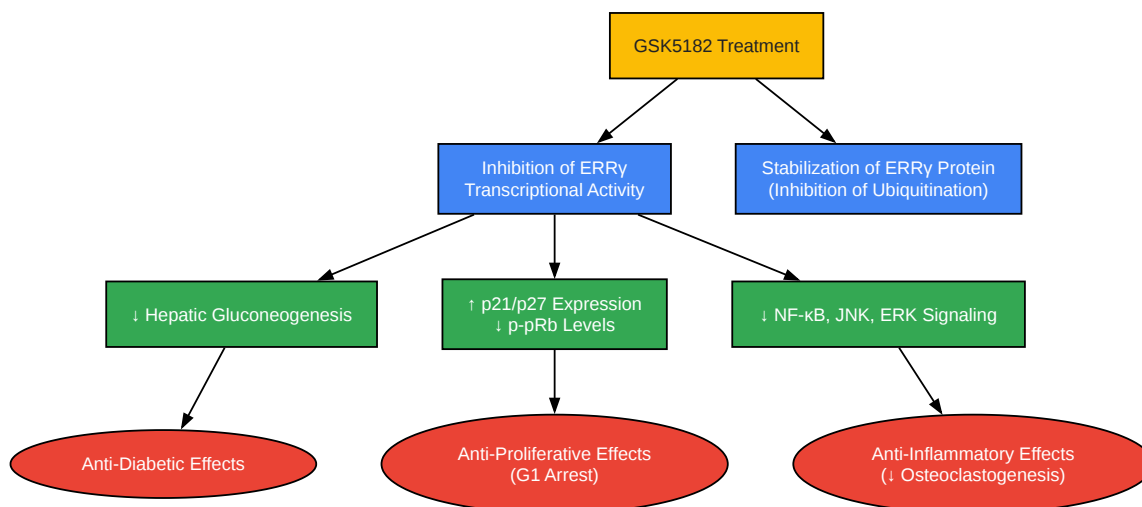 GSK5182 Treatment
Inhibition of ERRγ
Transcriptional Activity
Stabilization of ERRγ Protein
(Inhibition of Ubiquitination)
↓ Hepatic Gluconeogenesis
↑ p21/p27 Expression
↓ p-pRb Levels
↓ NF-κB, JNK, ERK Signaling
Anti-Diabetic Effects
Anti-Proliferative Effects
(G1 Arrest)
Anti-Inflammatory Effects
(↓ Osteoclastogenesis)